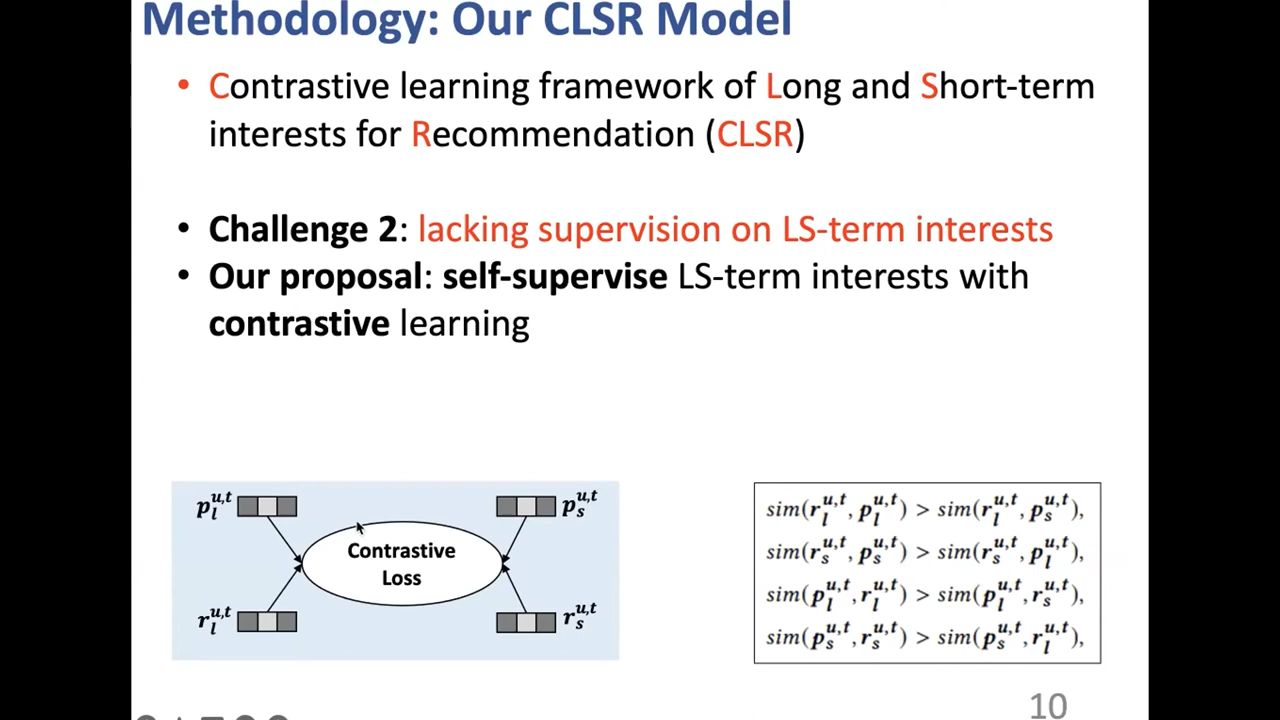 Methodology: Our CLSR Model
• Contrastive learning framework of Long and Short-term
interests for Recommendation (CLSR)
• Challenge 2: lacking supervision on LS-term interests
• Our proposal: self-supervise LS-term interests with
contrastive learning
p_l^{u,t}
p_s^{u,t}
Contrastive
Loss
r_l^{u,t}
r_s^{u,t}
sim(r_l^{u,t}, p_l^{u,t}) > sim(r_l^{u,t}, p_s^{u,t}),
sim(r_s^{u,t}, p_s^{u,t}) > sim(r_s^{u,t}, p_l^{u,t}),
sim(p_l^{u,t}, r_l^{u,t}) > sim(p_l^{u,t}, r_s^{u,t}),
sim(p_s^{u,t}, r_s^{u,t}) > sim(p_s^{u,t}, r_l^{u,t}),
10